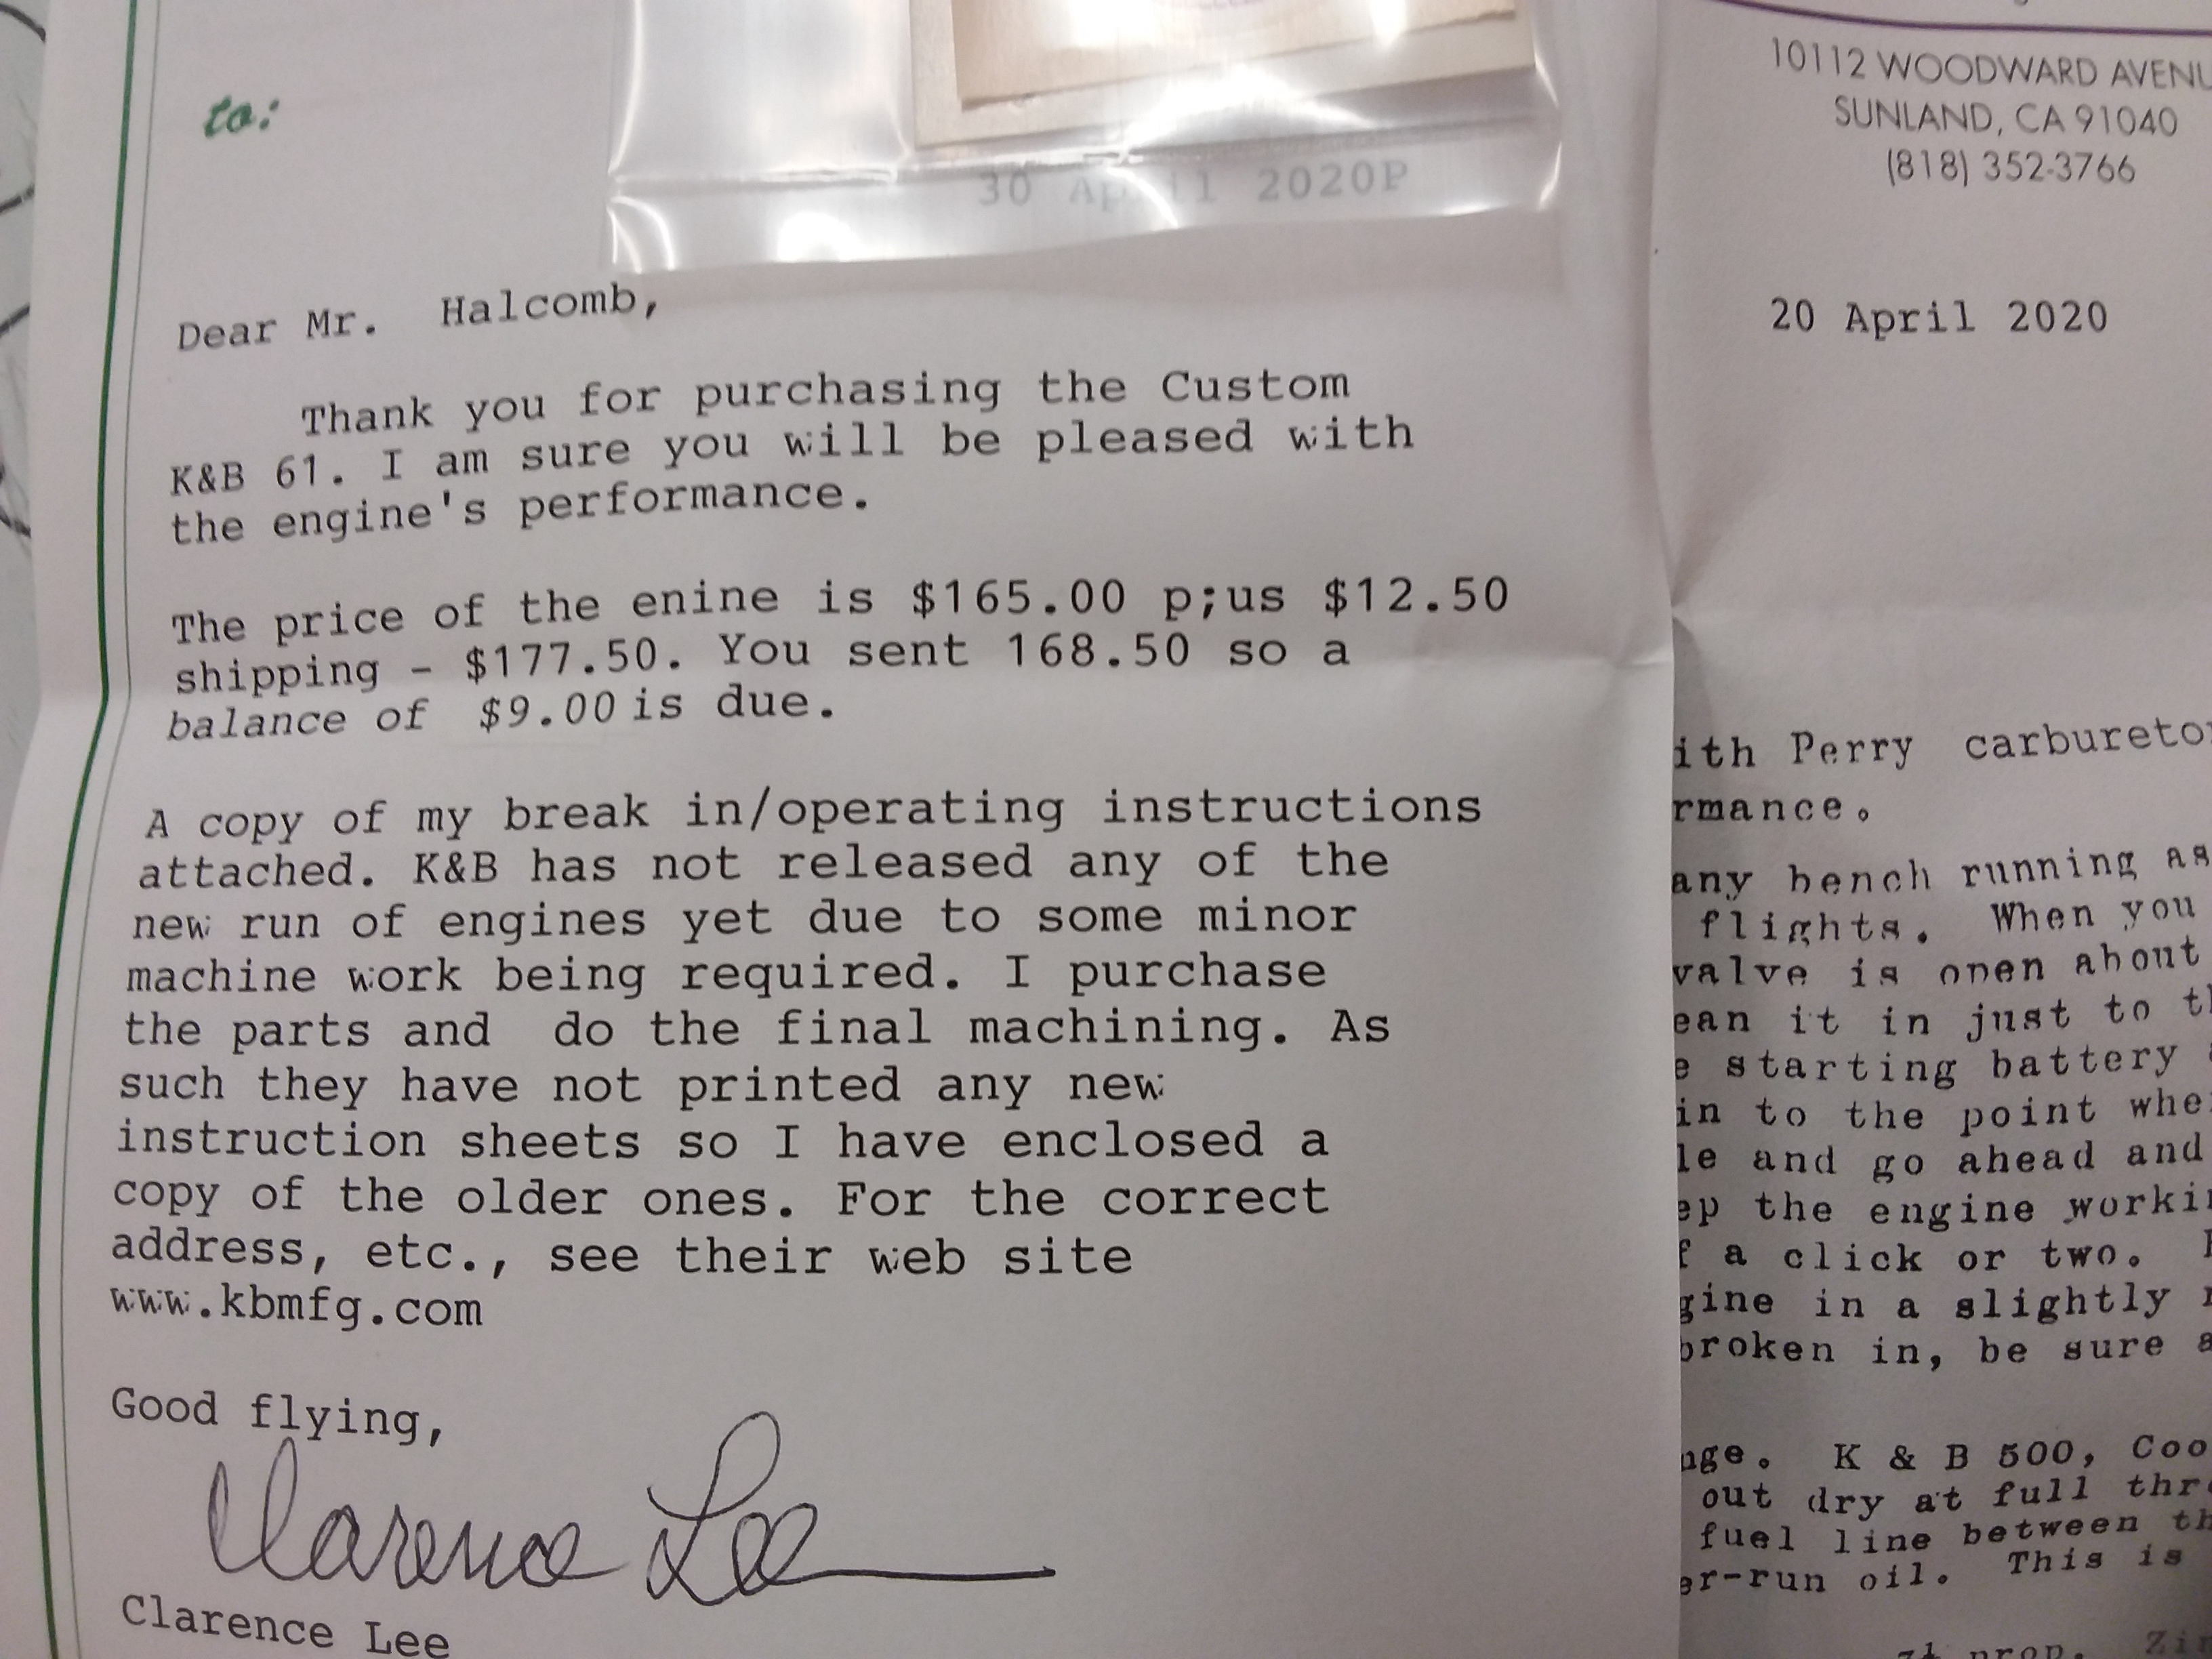 to:
30 April 2020P
Dear Mr. Halcomb,
Thank you for purchasing the Custom
K&B 61. I am sure you will be pleased with
the engine's performance.
The price of the enine is $165.00 p;us $12.50
shipping - $177.50. You sent 168.50 so a
balance of $9.00 is due.
A copy of my break in/operating instructions
attached. K&B has not released any of the
new run of engines yet due to some minor
machine work being required. I purchase
the parts and do the final machining. As
such they have not printed any new
instruction sheets so I have enclosed a
copy of the older ones. For the correct
address, etc., see their web site
www.kbmfg.com
Good flying,
Clarence Lee
Clarence Lee
10112 WOODWARD AVENU
SUNLAND, CA 91040
(818) 352-3766
20 April 2020
ith Perry carburetor
rmance.
any bench running as
flights. When you
valve is open about
ean it in just to th
e starting battery
in to the point whe
le and go ahead and
ep the engine worki
f a click or two.
gine in a slightly
broken in, be sure a
nge. K & B 500, Coo
out dry at full thr
fuel line between th
er-run oil. This is
prop. Zin